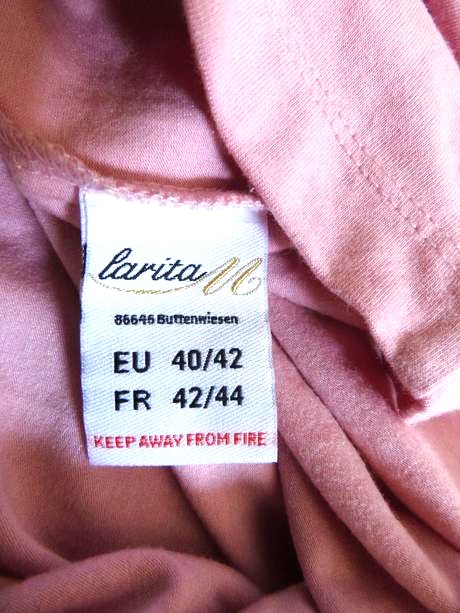 larita
86646 Buttenwiesen
EU 40/42
FR 42/44
KEEP AWAY FROM FIRE